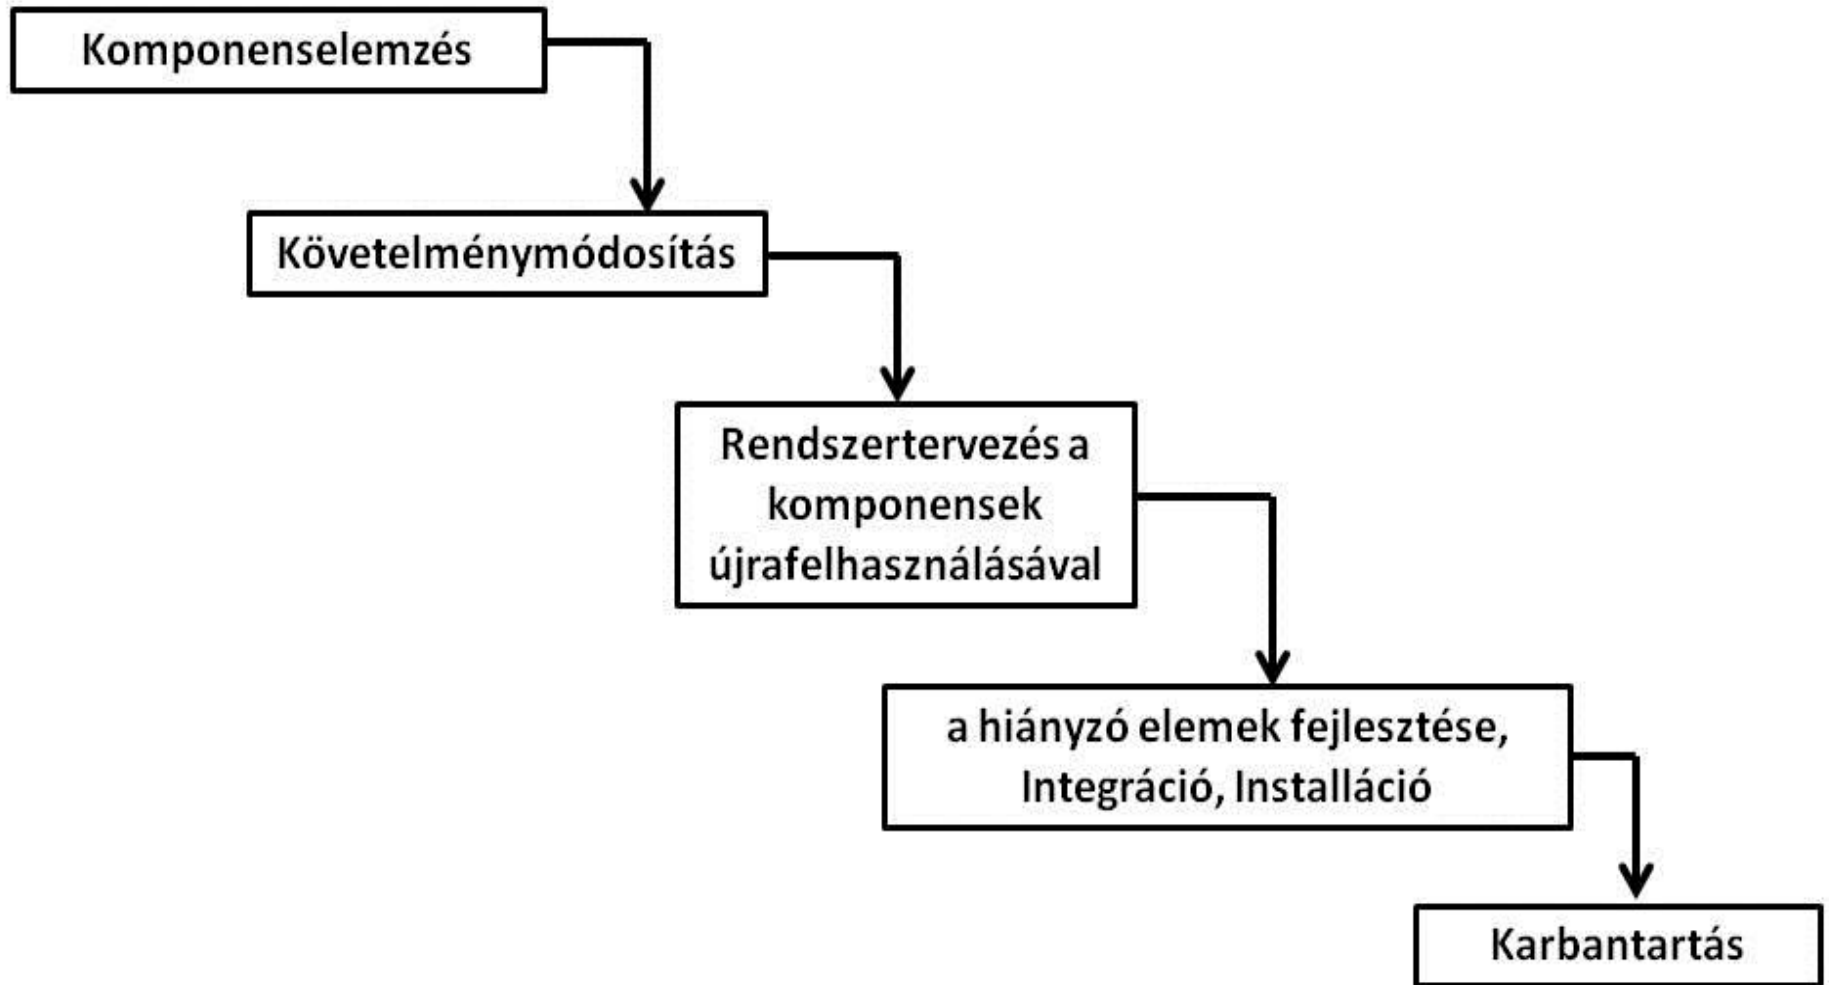 Komponenselemzés
Követelménymódosítás
Rendszertervezés a
komponensek
újrafelhasználásával
a hiányzó elemek fejlesztése,
Integráció, Installáció
Karbantartás